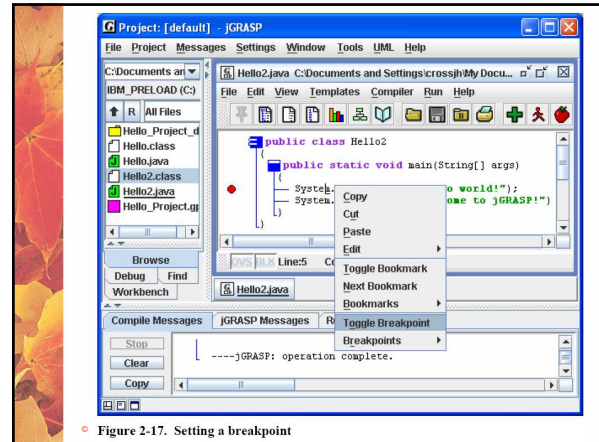 Project: [default] - jGRASP
File Project Messages Settings Window Tools UML Help
C:\Documents an
IBM_PRELOAD (C:)
R All Files
Hello_Project_d
Hello.class
Hello.java
Hello2.class
Hello2.java
Hello_Project.gp
Browse
Debug Find
Workbench
Hello2.java C:\Documents and Settings\crossjh\My Docu...
File Edit View Templates Compiler Run Help
public class Hello2
{
public static void main(String[] args)
{
System. o world!");
System. ome to jGRASP!")
}
}
Copy
Cut
Paste
Edit
Toggle Bookmark
Next Bookmark
Bookmarks
Toggle Breakpoint
Breakpoints
OVS BLK Line:5 Co
Hello2.java
Compile Messages jGRASP Messages R
Stop
Clear
Copy
----jGRASP: operation complete.
© Figure 2-17. Setting a breakpoint